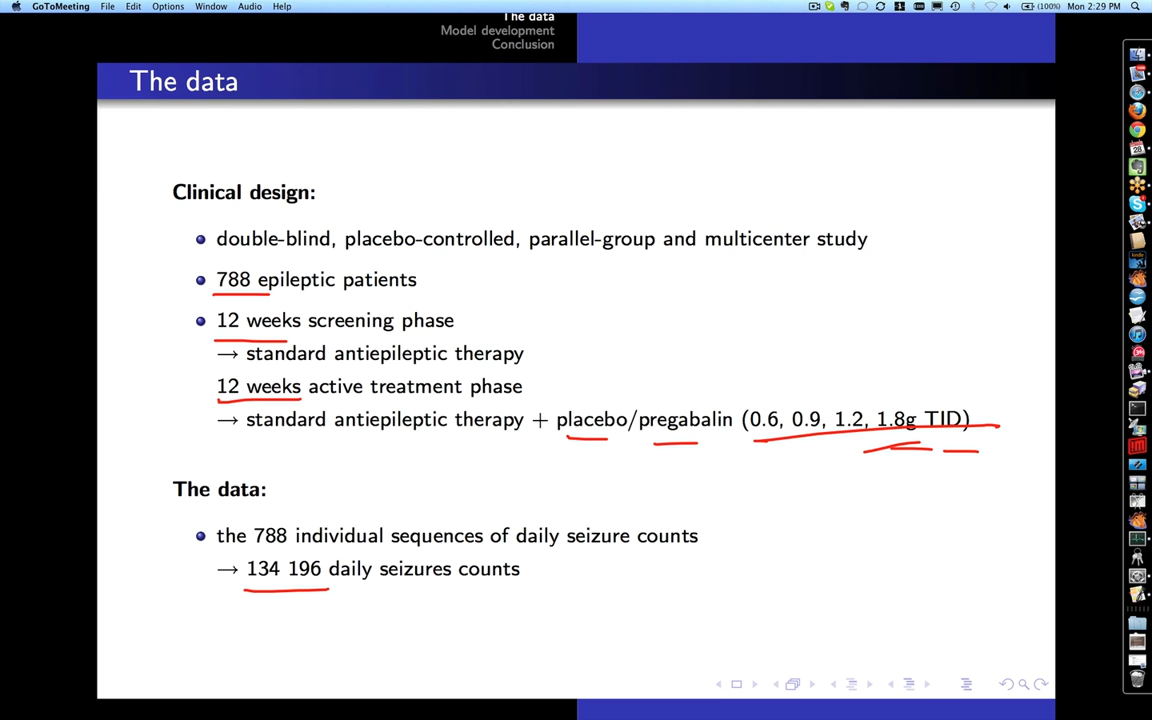 GoToMeeting File Edit Options Window Audio Help (100%) Mon 2:29 PM
The data
Model development
Conclusion
The data
Clinical design:
double-blind, placebo-controlled, parallel-group and multicenter study
788 epileptic patients
12 weeks screening phase
→ standard antiepileptic therapy
12 weeks active treatment phase
→ standard antiepileptic therapy + placebo/pregabalin (0.6, 0.9, 1.2, 1.8g TID)
The data:
the 788 individual sequences of daily seizure counts
→ 134 196 daily seizures counts